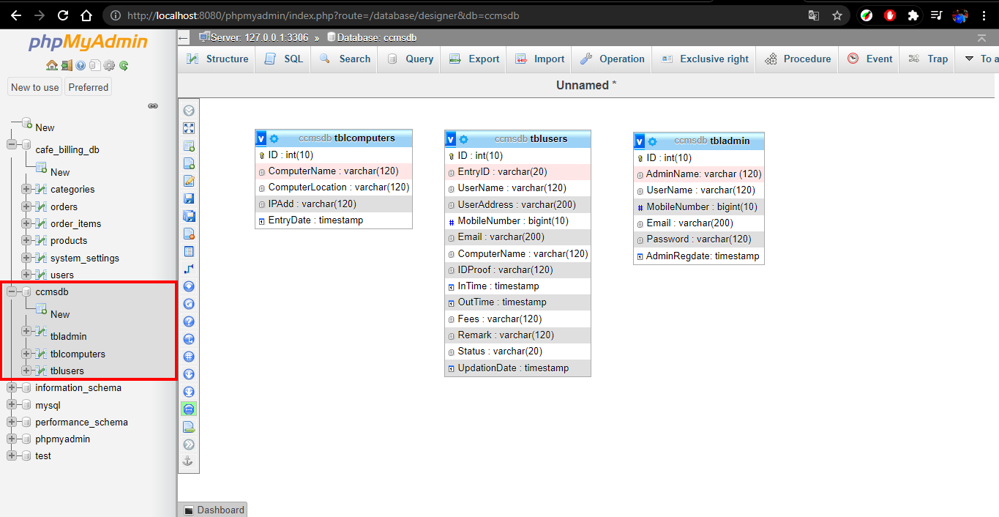 http://localhost:8080/phpmyadmin/index.php?route=/database/designer&db=ccmsdb
phpMyAdmin
New to use Preferred
New
cafe_billing_db
New
categories
orders
order_items
products
system_settings
users
ccmsdb
New
tbladmin
tblcomputers
tblusers
information_schema
mysql
performance_schema
phpmyadmin
test
Server: 127.0.0.1:3306 » Database: ccmsdb
Structure SQL Search Query Export Import Operation Exclusive right Procedure Event Trap To a
Unnamed *
v ccmsdb tblcomputers
ID : int(10)
ComputerName : varchar(120)
ComputerLocation : varchar(120)
IPAdd : varchar(120)
EntryDate : timestamp
v ccmsdb tblusers
ID : int(10)
EntryID : varchar(20)
UserName : varchar(120)
UserAddress : varchar(200)
# MobileNumber : bigint(10)
Email : varchar(200)
ComputerName : varchar(120)
IDProof : varchar(120)
InTime : timestamp
OutTime : timestamp
Fees : varchar(120)
Remark : varchar(120)
Status : varchar(20)
UpdationDate : timestamp
v ccmsdb tbladmin
ID : int(10)
AdminName: varchar (120)
UserName : varchar(120)
# MobileNumber : bigint(10)
Email : varchar(200)
Password : varchar(120)
AdminRegdate: timestamp
Dashboard